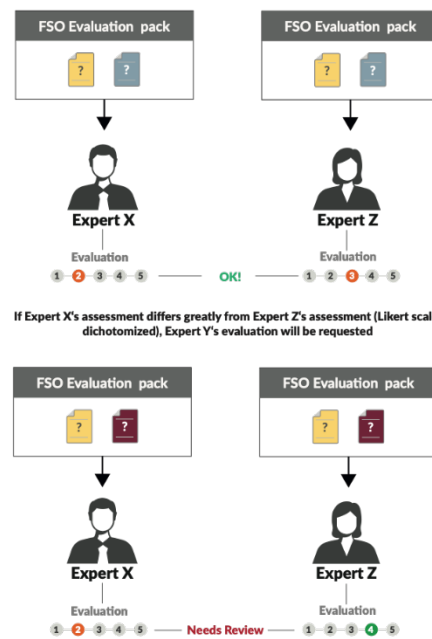 FSO Evaluation pack FSO Evaluation pack
? ? ? ?
Expert X Expert Z
Evaluation Evaluation
1 2 3 4 5 OK! 1 2 3 4 5
If Expert X's assessment differs greatly from Expert Z's assessment (Likert scal
dichotomized), Expert Y's evaluation will be requested
FSO Evaluation pack FSO Evaluation pack
? ? ? ?
Expert X Expert Z
Evaluation Evaluation
1 2 3 4 5 Needs Review 1 2 3 4 5